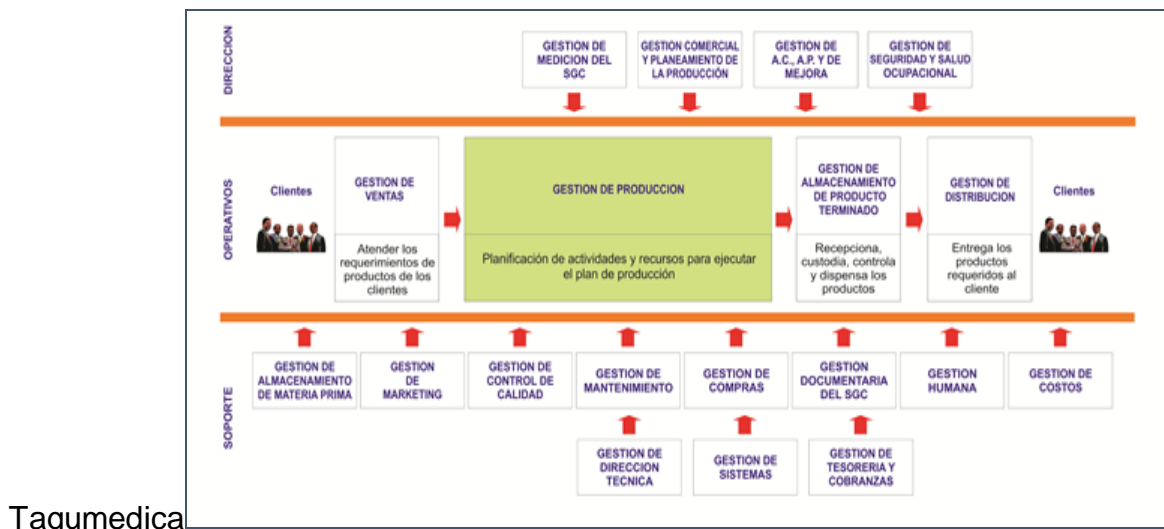 DIRECCION
GESTION DE
MEDICION DEL
SGC
GESTION COMERCIAL
Y PLANEAMIENTO DE
LA PRODUCCIÓN
GESTION DE
A.C., A.P. Y DE
MEJORA
GESTION DE
SEGURIDAD Y SALUD
OCUPACIONAL
OPERATIVOS
Clientes
GESTION DE
VENTAS
Atender los
requerimientos de
productos de los
clientes
GESTION DE PRODUCCION
Planificación de actividades y recursos para ejecutar
el plan de producción
GESTION DE
ALMACENAMIENTO
DE PRODUCTO
TERMINADO
Recepciona,
custodia, controla
y dispensa los
productos
GESTION DE
DISTRIBUCION
Entrega los
productos
requeridos al
cliente
Clientes
SOPORTE
GESTION DE
ALMACENAMIENTO
DE MATERIA PRIMA
GESTION
DE
MARKETING
GESTION DE
CONTROL DE
CALIDAD
GESTION DE
MANTENIMIENTO
GESTION DE
COMPRAS
GESTION
DOCUMENTARIA
DEL SGC
GESTION
HUMANA
GESTION DE
COSTOS
GESTION DE
DIRECCION
TECNICA
GESTION DE
SISTEMAS
GESTION DE
TESORERIA Y
COBRANZAS
Tagumedica